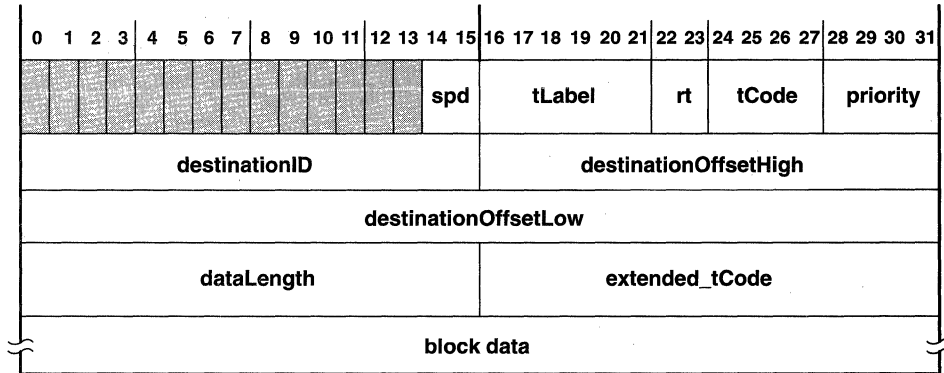 0 1 2 3 4 5 6 7 8 9 10 11 12 13 14 15 16 17 18 19 20 21 22 23 24 25 26 27 28 29 30 31
spd tLabel rt tCode priority
destinationID destinationOffsetHigh
destinationOffsetLow
dataLength extended_tCode
block data